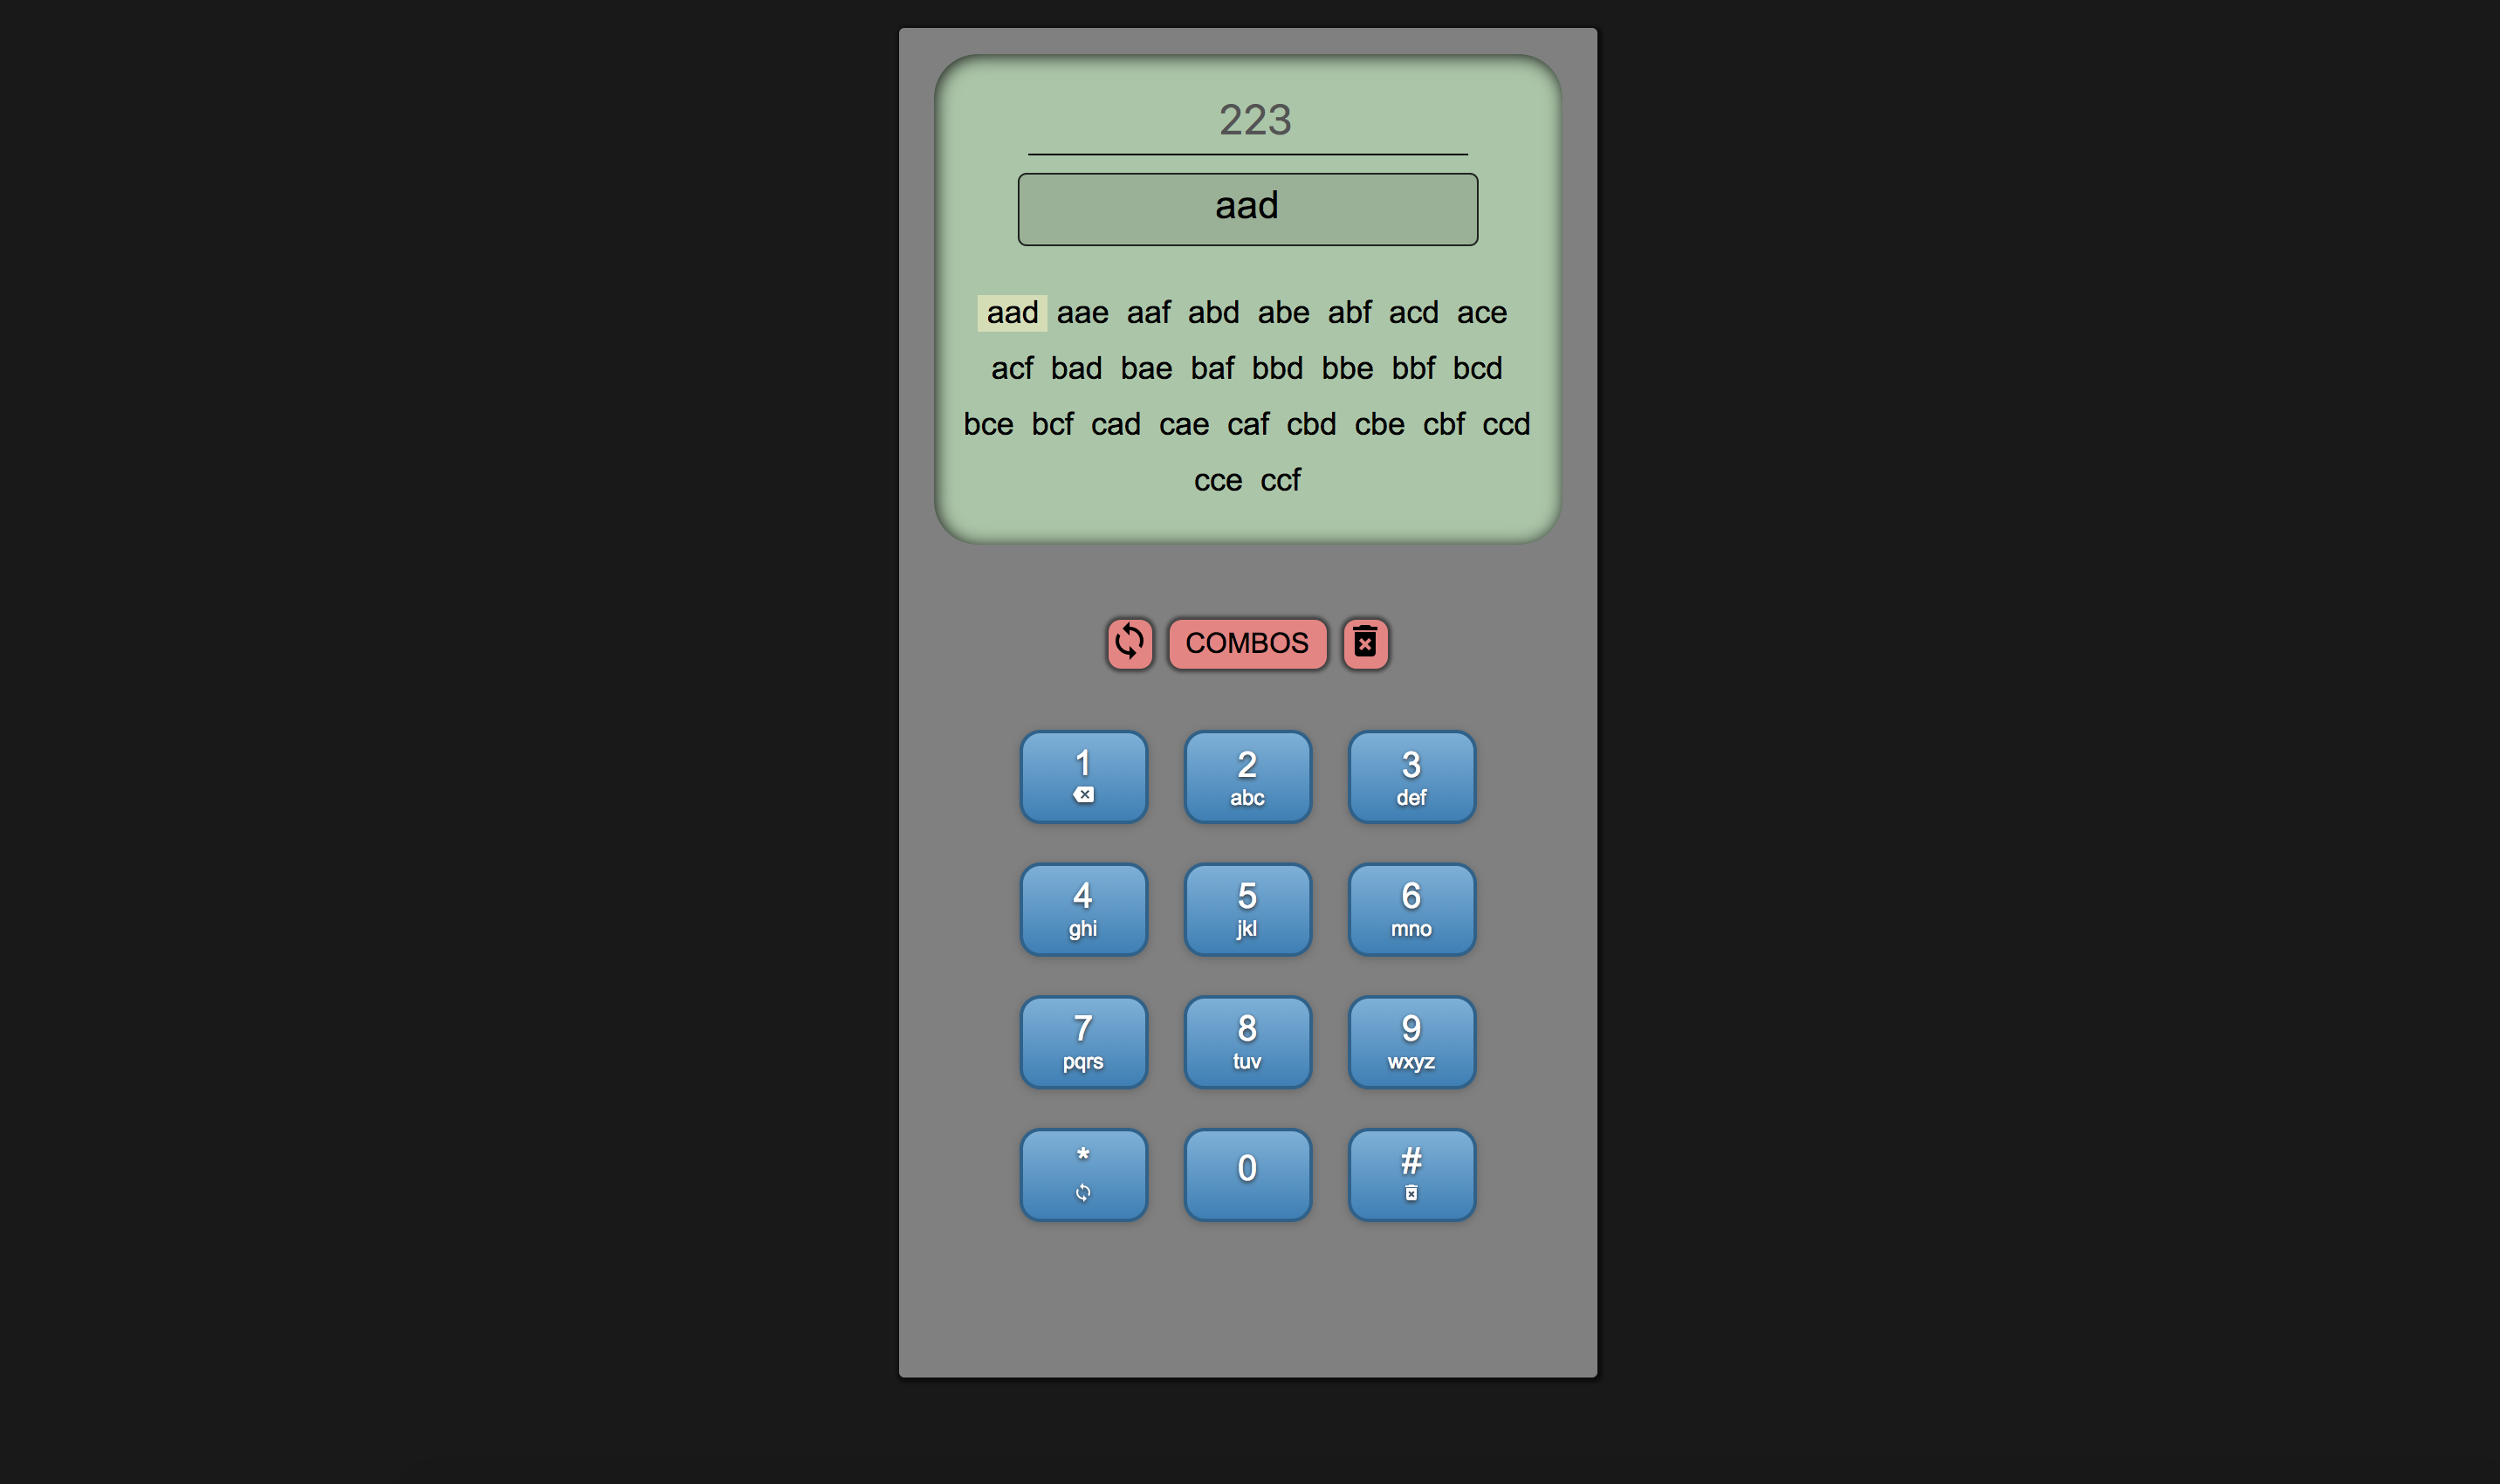 223
aad
aad aae aaf abd abe abf acd ace
acf bad bae baf bbd bbe bbf bcd
bce bcf cad cae caf cbd cbe cbf ccd
cce ccf
COMBOS
1 2 3
abc def
4 5 6
ghi jkl mno
7 8 9
pqrs tuv wxyz
* 0 #